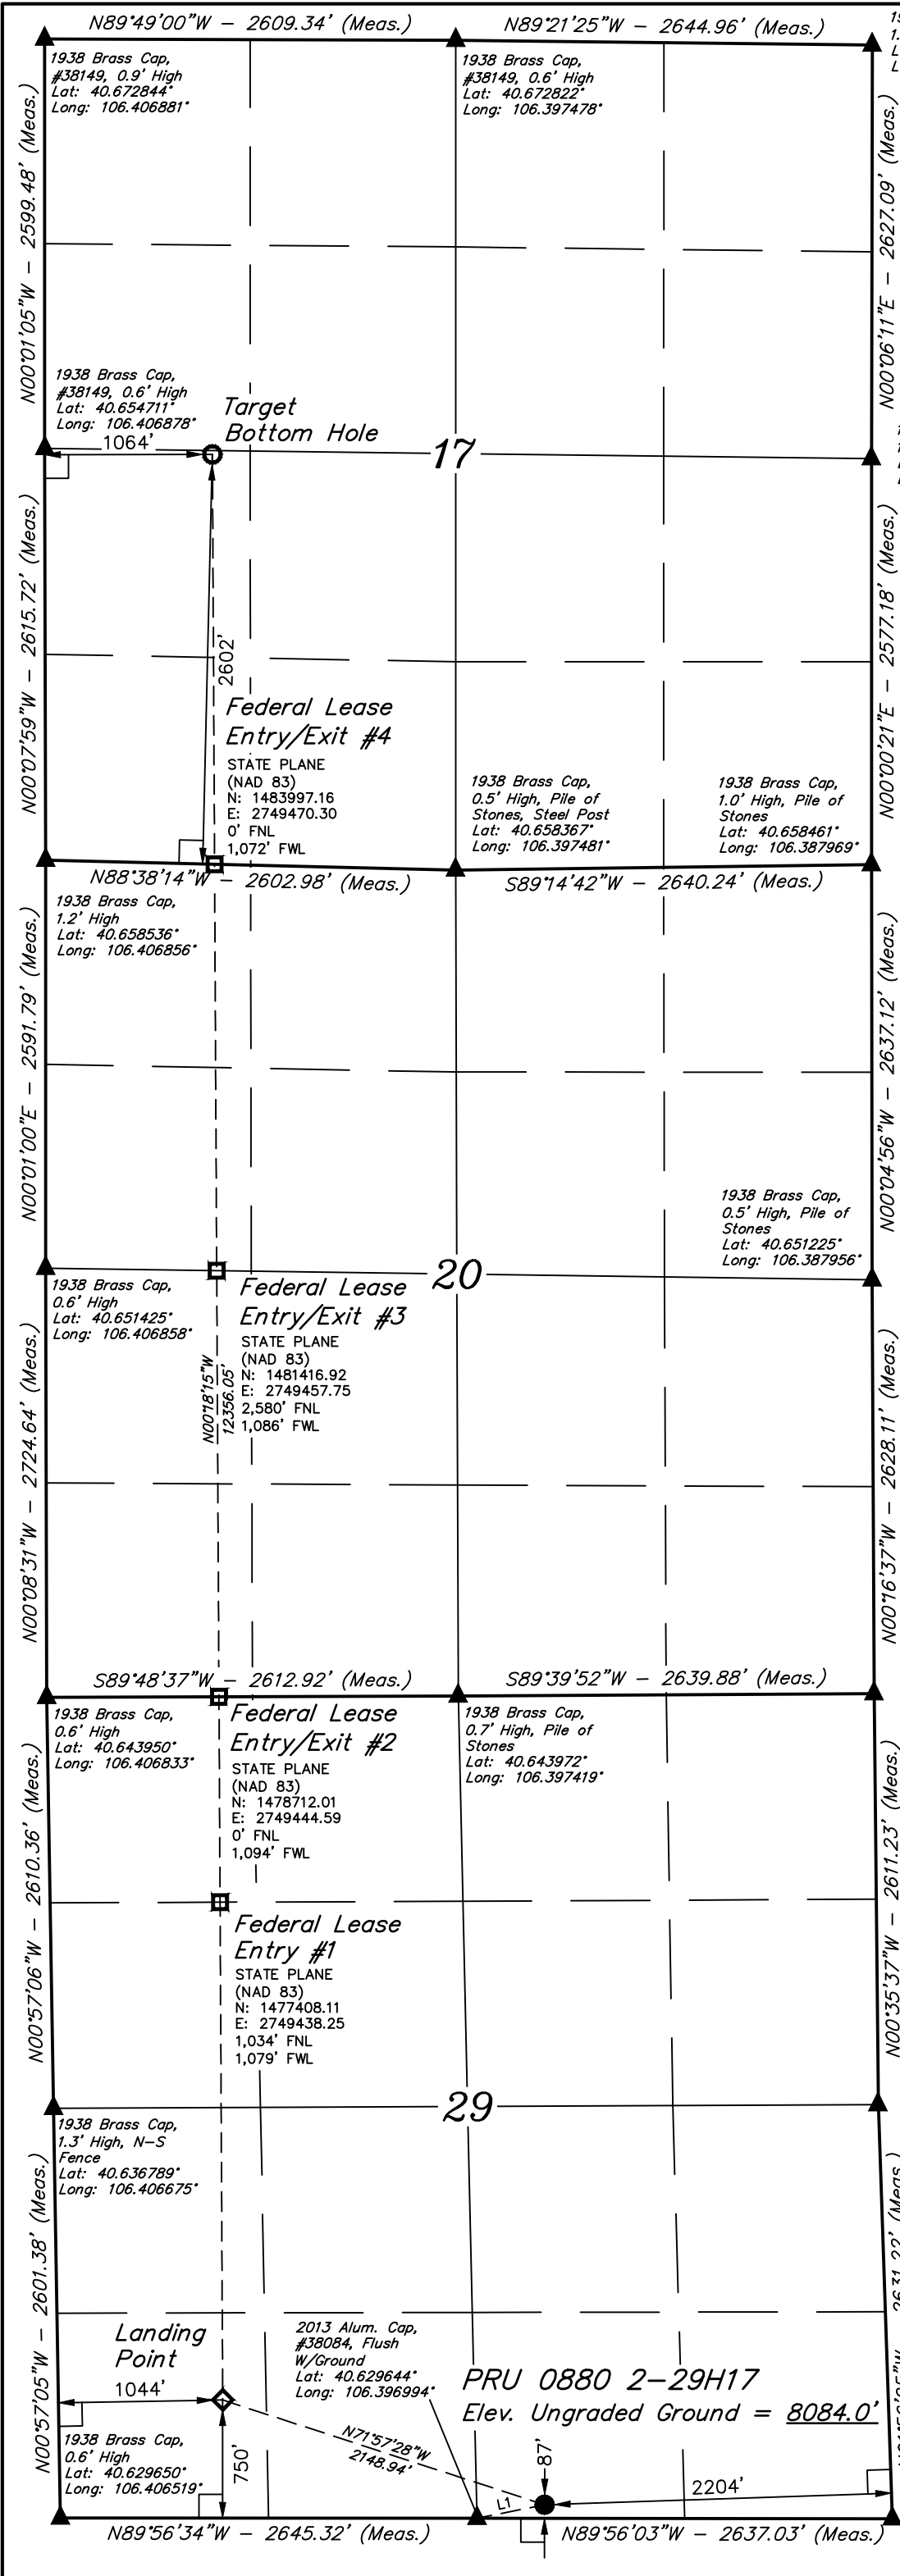 N89°49'00"W - 2609.34' (Meas.)
N89°21'25"W - 2644.96' (Meas.)
1938 Brass Cap,
#38149, 0.9' High
Lat: 40.672844°
Long: 106.406881°
1938 Brass Cap,
#38149, 0.6' High
Lat: 40.672822°
Long: 106.397478°
N00°01'05"W - 2599.48' (Meas.)
N00°06'11"E - 2627.09' (Meas.)
1938 Brass Cap,
#38149, 0.6' High
Lat: 40.654711°
Long: 106.406878°
1064'
Target
Bottom Hole
17
N00°07'59"W - 2615.72' (Meas.)
N00°00'21"E - 2577.18' (Meas.)
2602'
Federal Lease
Entry/Exit #4
STATE PLANE
(NAD 83)
N: 1483997.16
E: 2749470.30
0' FNL
1,072' FWL
1938 Brass Cap,
0.5' High, Pile of
Stones, Steel Post
Lat: 40.658367°
Long: 106.397481°
1938 Brass Cap,
1.0' High, Pile of
Stones
Lat: 40.658461°
Long: 106.387969°
N88°38'14"W - 2602.98' (Meas.)
S89°14'42"W - 2640.24' (Meas.)
1938 Brass Cap,
1.2' High
Lat: 40.658536°
Long: 106.406856°
N00°01'00"E - 2591.79' (Meas.)
N00°04'56"W - 2637.12' (Meas.)
1938 Brass Cap,
0.5' High, Pile of
Stones
Lat: 40.651225°
Long: 106.387956°
20
1938 Brass Cap,
0.6' High
Lat: 40.651425°
Long: 106.406858°
Federal Lease
Entry/Exit #3
STATE PLANE
(NAD 83)
N: 1481416.92
E: 2749457.75
2,580' FNL
1,086' FWL
N00°18'15"W
12356.05'
N00°08'31"W - 2724.64' (Meas.)
N00°16'37"W - 2628.11' (Meas.)
S89°48'37"W - 2612.92' (Meas.)
S89°39'52"W - 2639.88' (Meas.)
1938 Brass Cap,
0.6' High
Lat: 40.643950°
Long: 106.406833°
Federal Lease
Entry/Exit #2
STATE PLANE
(NAD 83)
N: 1478712.01
E: 2749444.59
0' FNL
1,094' FWL
1938 Brass Cap,
0.7' High, Pile of
Stones
Lat: 40.643972°
Long: 106.397419°
N00°57'06"W - 2610.36' (Meas.)
N00°35'37"W - 2611.23' (Meas.)
Federal Lease
Entry #1
STATE PLANE
(NAD 83)
N: 1477408.11
E: 2749438.25
1,034' FNL
1,079' FWL
29
1938 Brass Cap,
1.3' High, N-S
Fence
Lat: 40.636789°
Long: 106.406675°
N00°57'05"W - 2601.38' (Meas.)
2631.22' (Meas.)
Landing
Point
1044'
2013 Alum. Cap,
#38084, Flush
W/Ground
Lat: 40.629644°
Long: 106.396994°
PRU 0880 2-29H17
Elev. Ungraded Ground = 8084.0'
1938 Brass Cap,
0.6' High
Lat: 40.629650°
Long: 106.406519°
750'
N71°57'28"W
2148.94'
87'
L1
2204'
N89°56'34"W - 2645.32' (Meas.)
N89°56'03"W - 2637.03' (Meas.)